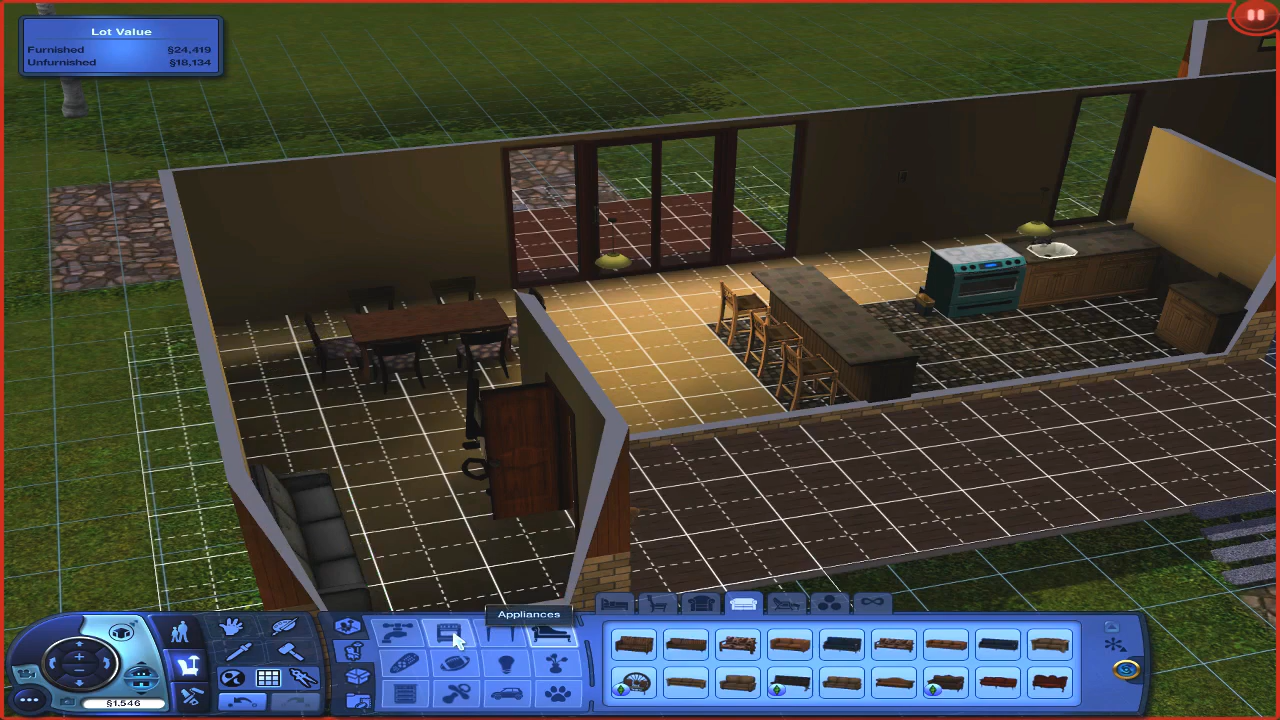 Lot Value
Furnished §24,419
Unfurnished §18,134
Appliances
§1.546